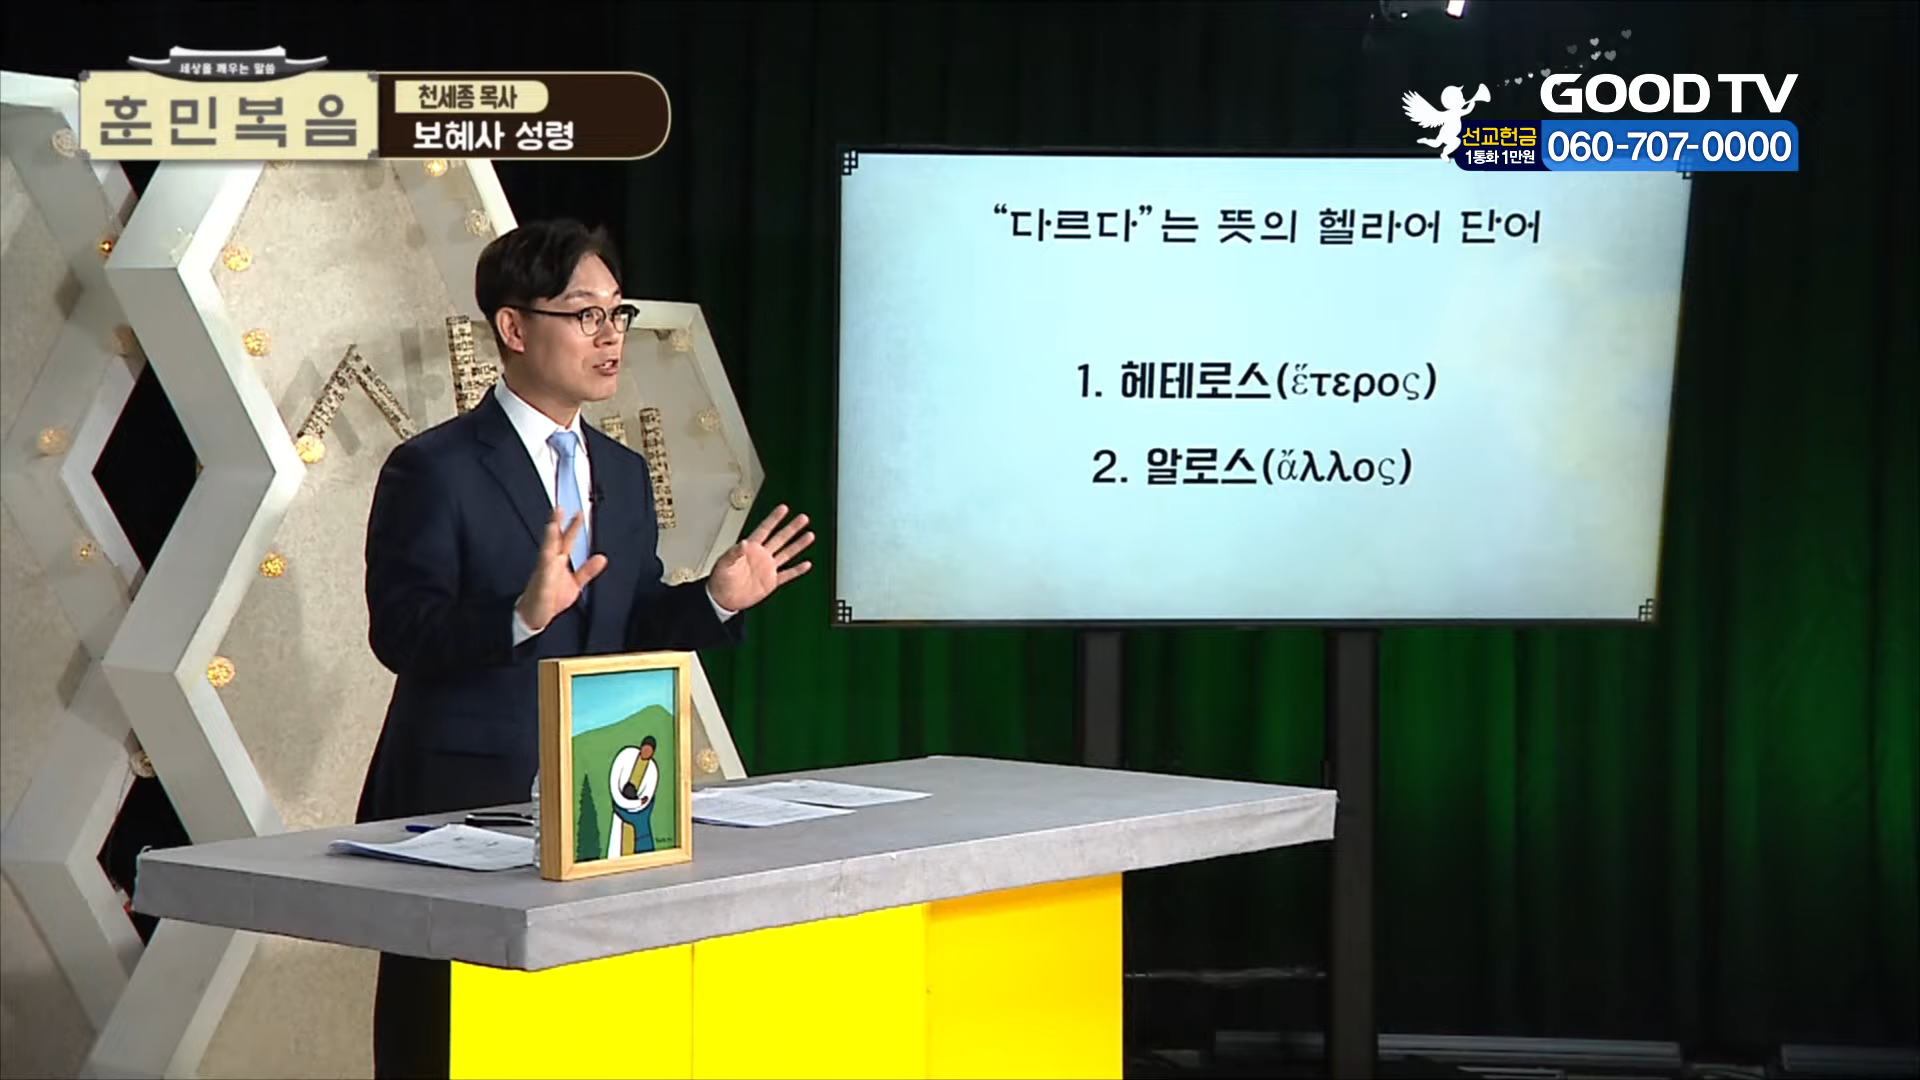 세상을 깨우는 말씀
훈민복음
천세종 목사
보혜사 성령
GOOD TV
선교헌금
1통화 1만원
060-707-0000
“다르다”는 뜻의 헬라어 단어
1. 헤테로스(ἕτερος)
2. 알로스(ἄλλος)